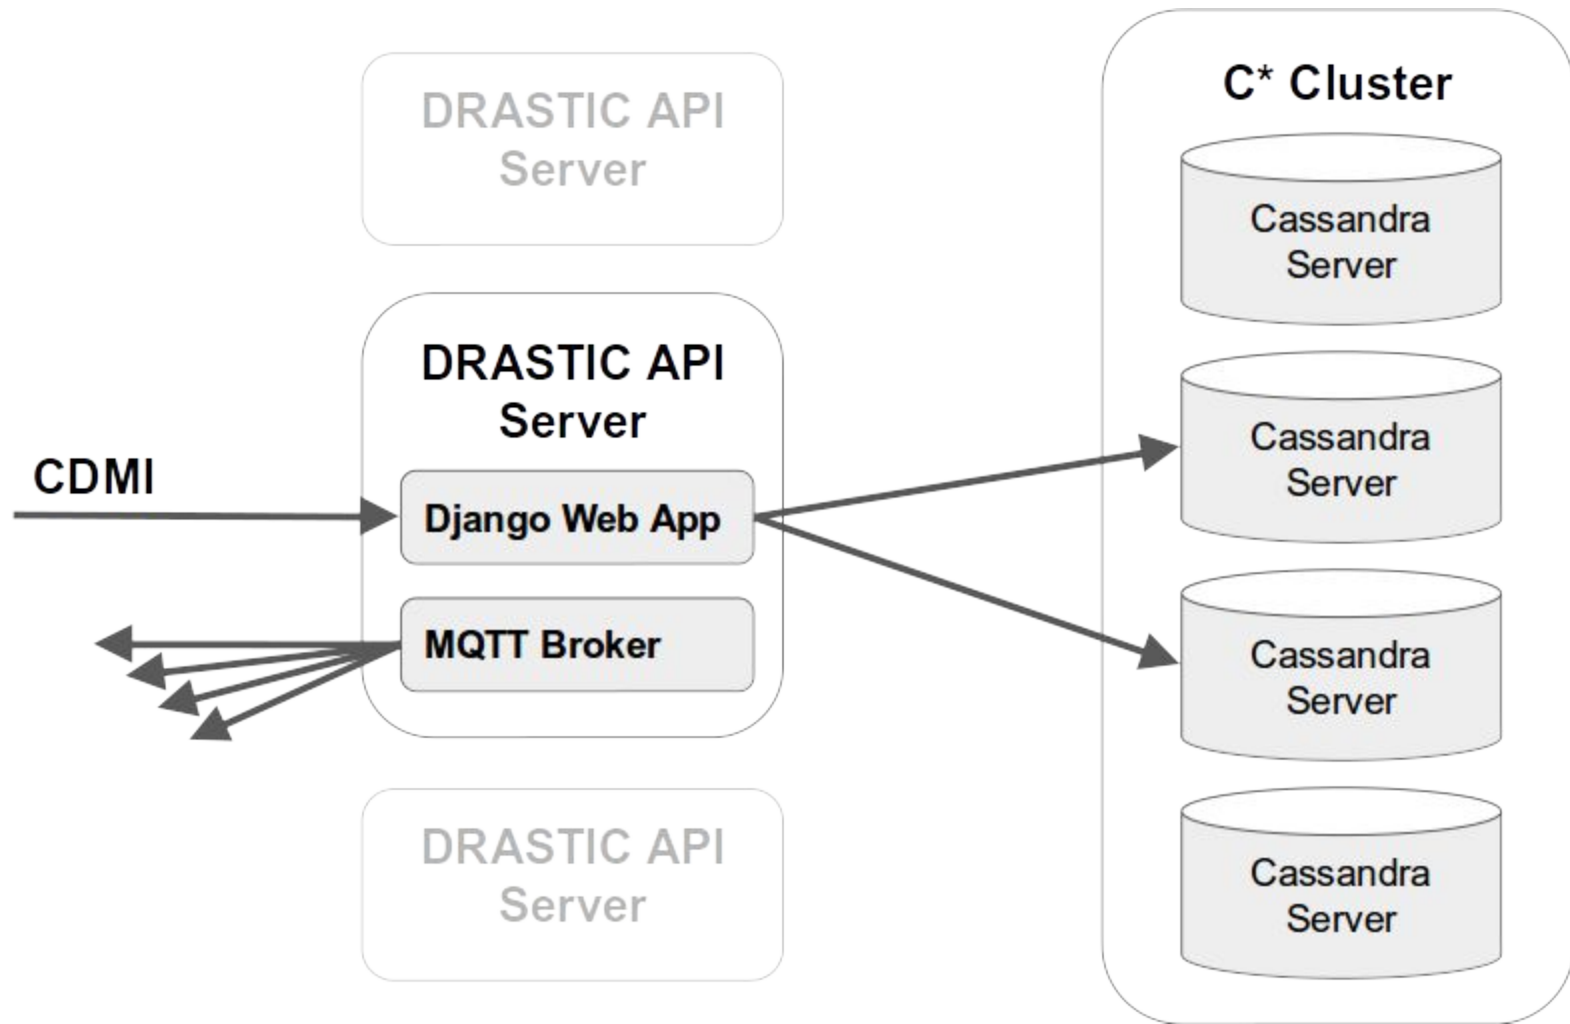 DRASTIC API
Server
DRASTIC API
Server
CDMI
Django Web App
MQTT Broker
DRASTIC API
Server
C* Cluster
Cassandra
Server
Cassandra
Server
Cassandra
Server
Cassandra
Server